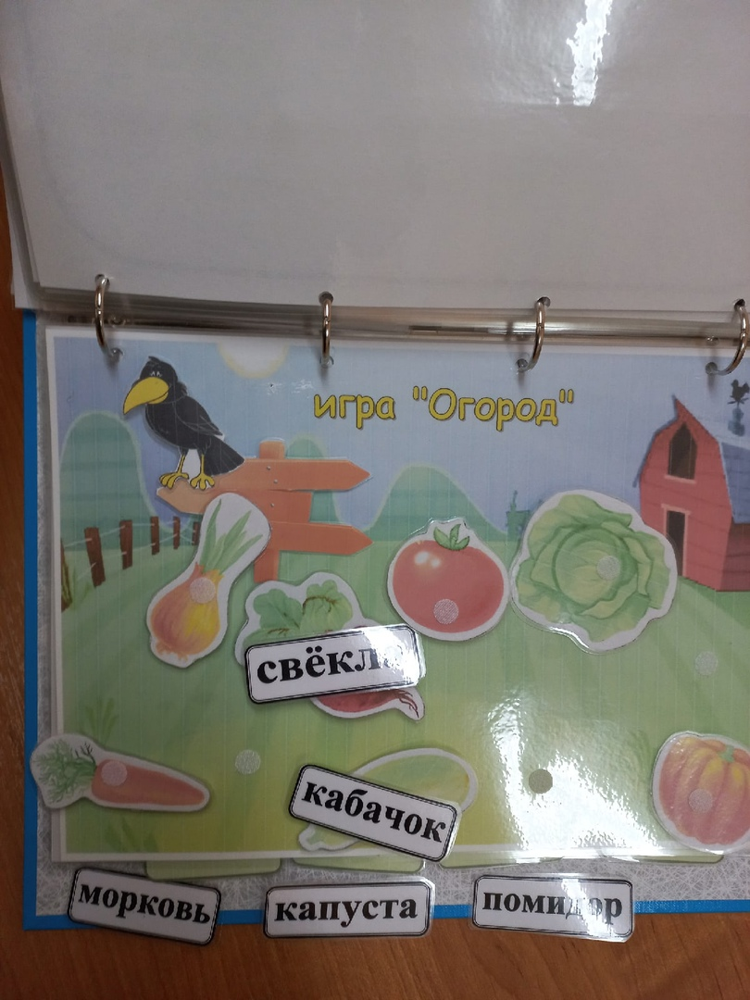 игра "Огород"
свёкла
кабачок
морковь
капуста
помидор